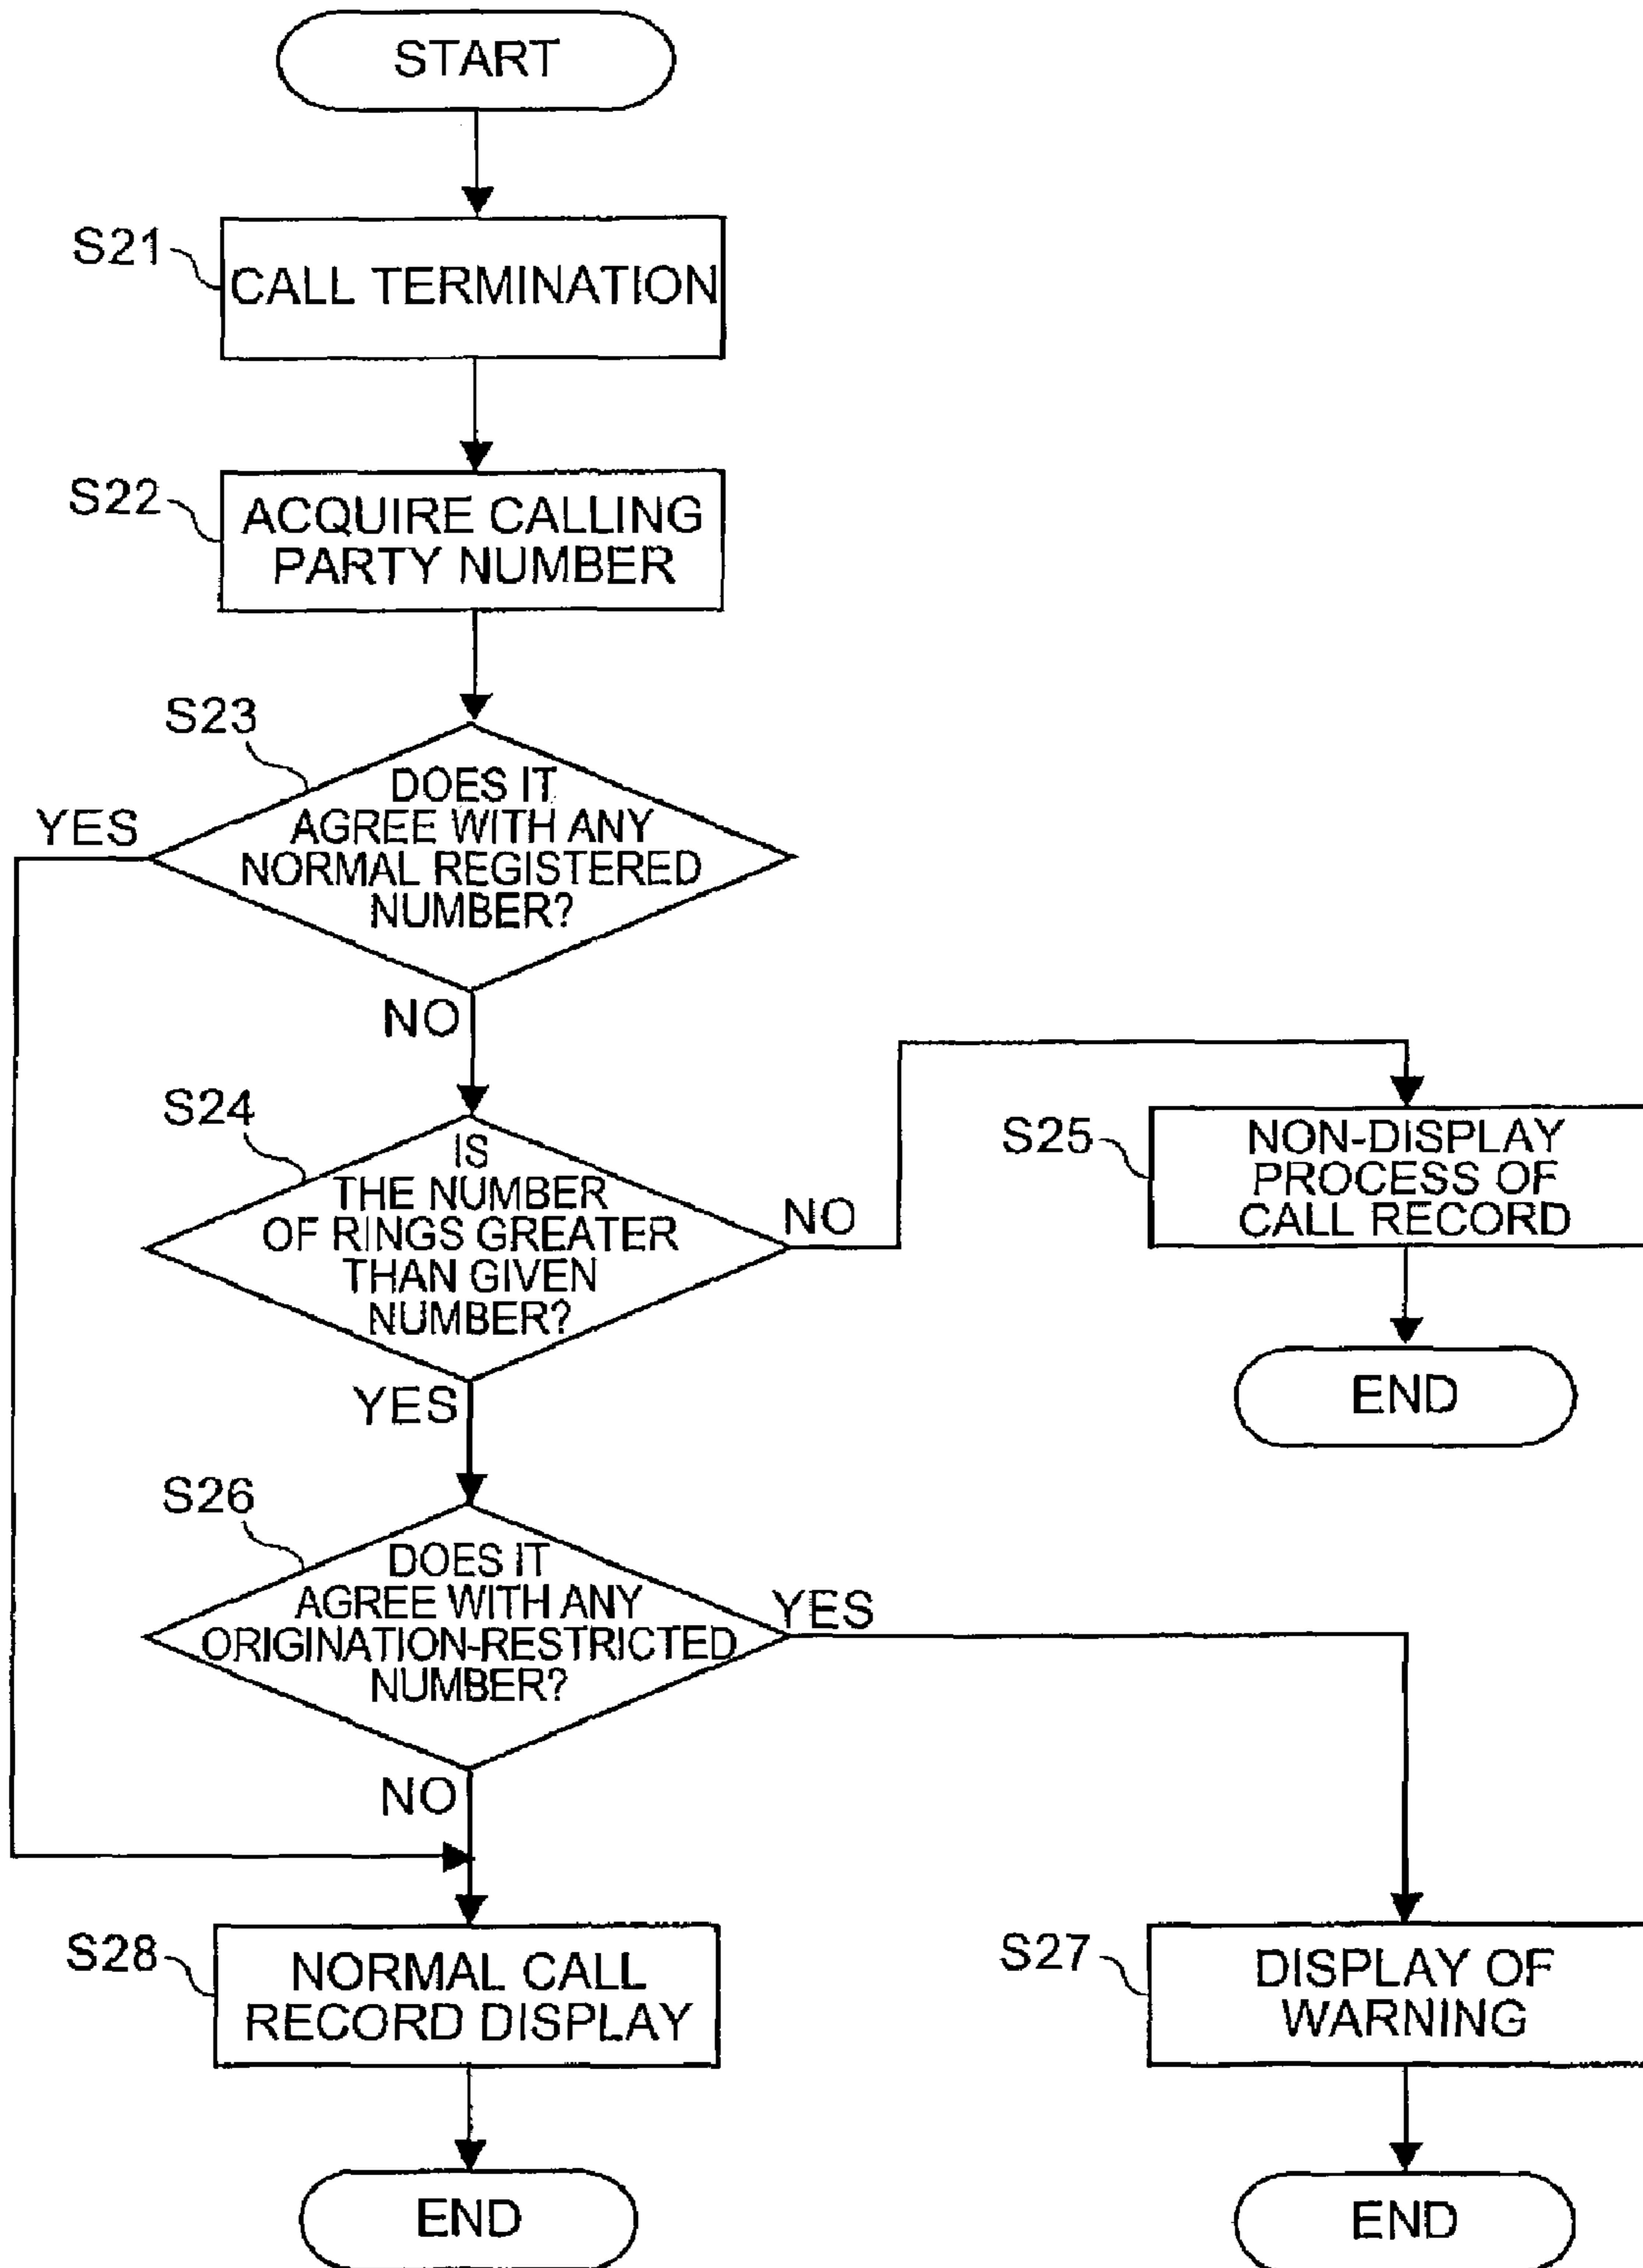 START
S21
CALL TERMINATION
S22
ACQUIRE CALLING
PARTY NUMBER
S23
DOES IT
AGREE WITH ANY
NORMAL REGISTERED
NUMBER?
YES
NO
S24
IS
THE NUMBER
OF RINGS GREATER
THAN GIVEN
NUMBER?
NO
YES
S25
NON-DISPLAY
PROCESS OF
CALL RECORD
END
S26
DOES IT
AGREE WITH ANY
ORIGINATION-RESTRICTED
NUMBER?
YES
NO
S28
NORMAL CALL
RECORD DISPLAY
END
S27
DISPLAY OF
WARNING
END